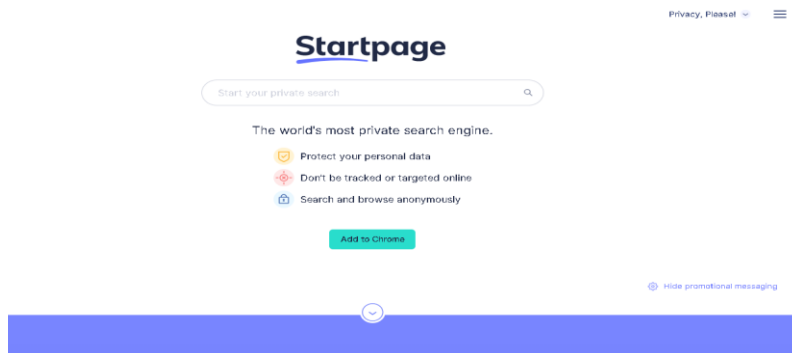 Privacy, Please!
Startpage
Start your private search
The world's most private search engine.
Protect your personal data
Don't be tracked or targeted online
Search and browse anonymously
Add to Chrome
Hide promotional messaging